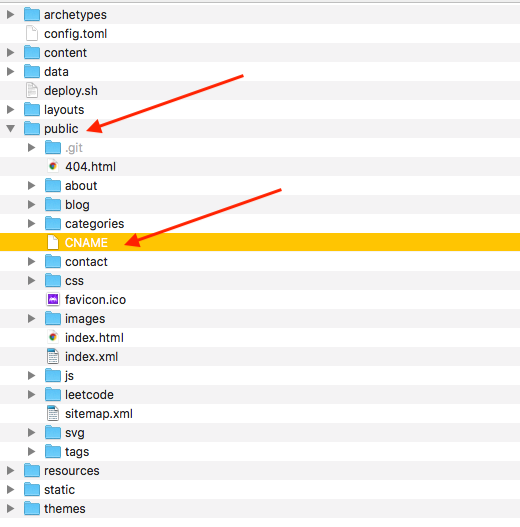 archetypes
config.toml
content
data
deploy.sh
layouts
public
.git
404.html
about
blog
categories
CNAME
contact
css
favicon.ico
images
index.html
index.xml
js
leetcode
sitemap.xml
svg
tags
resources
static
themes